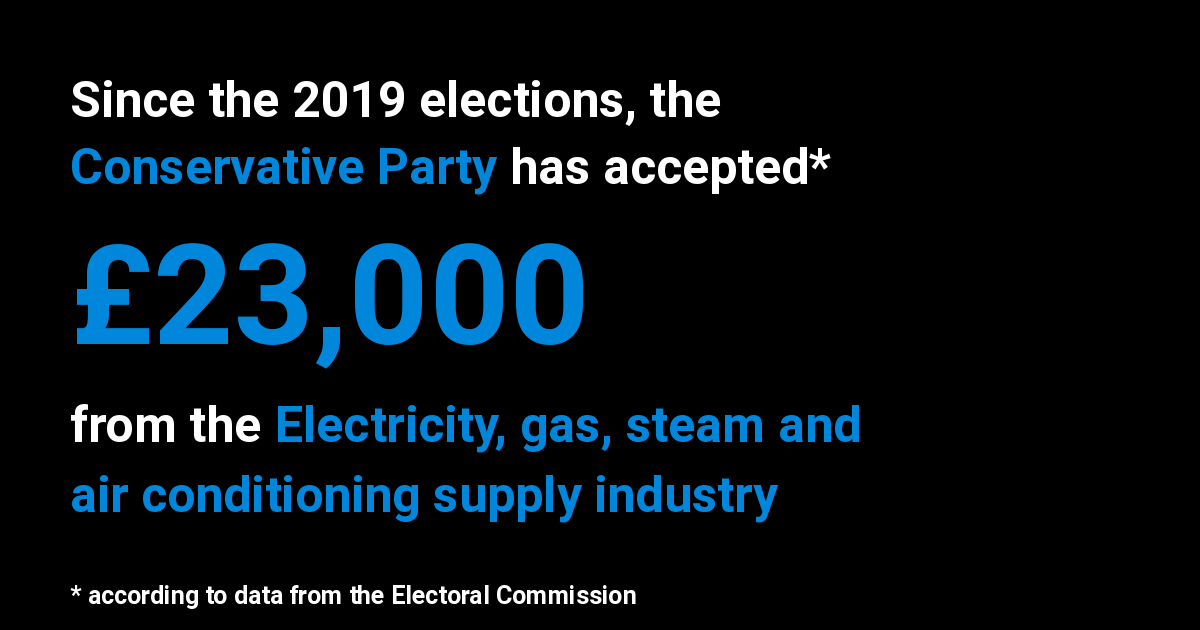 Since the 2019 elections, the
Conservative Party has accepted*
£23,000
from the Electricity, gas, steam and
air conditioning supply industry
* according to data from the Electoral Commission